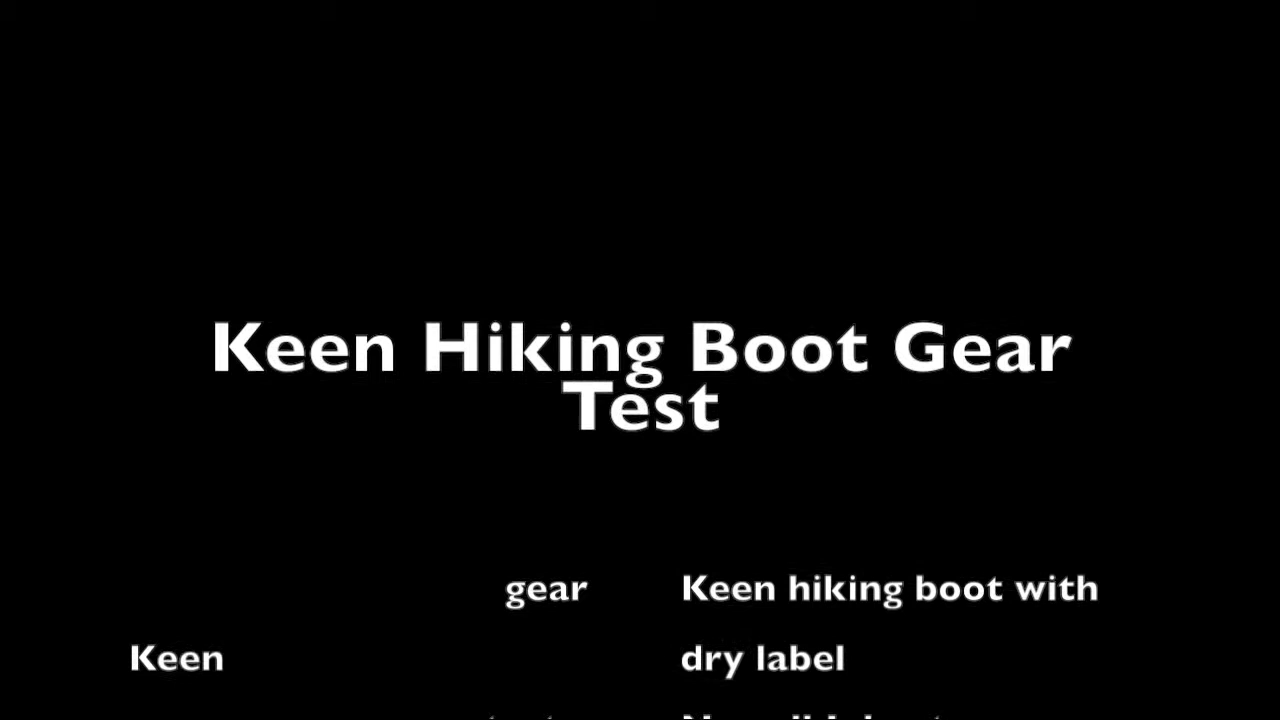 Keen Hiking Boot Gear
Test
gear Keen hiking boot with
Keen dry label